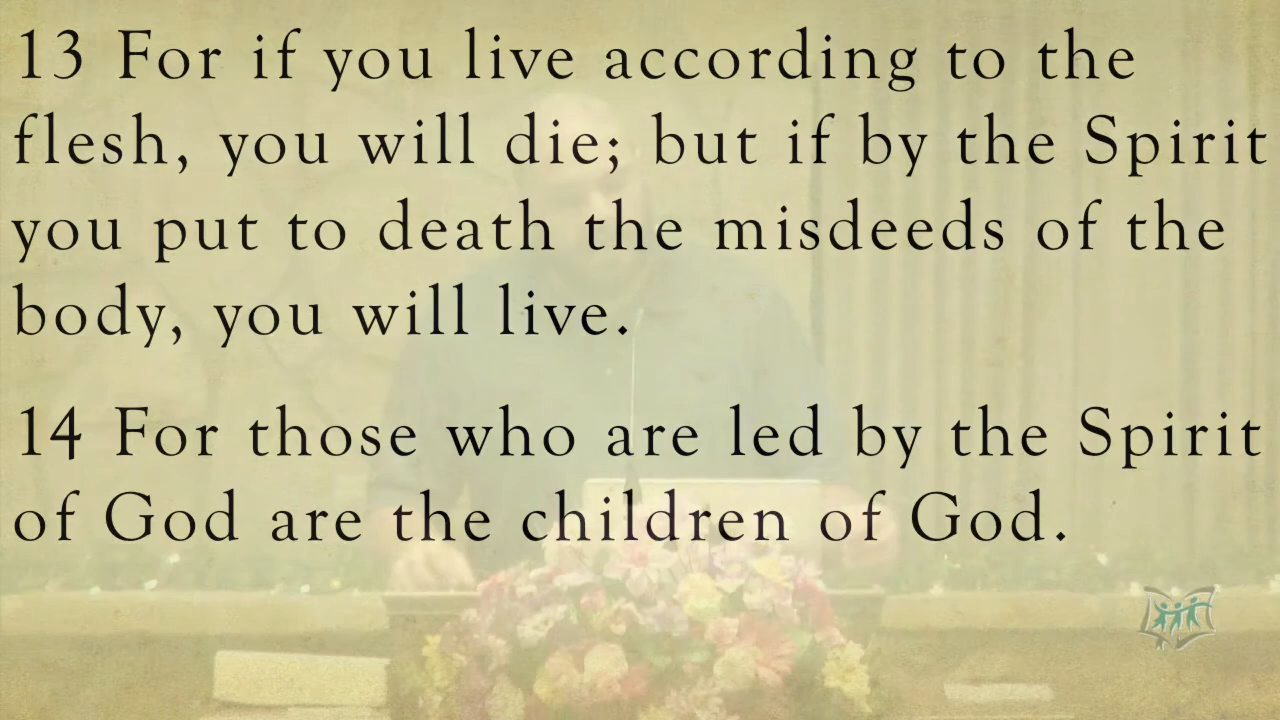 13 For if you live according to the
flesh, you will die; but if by the Spirit
you put to death the misdeeds of the
body, you will live.
14 For those who are led by the Spirit
of God are the children of God.